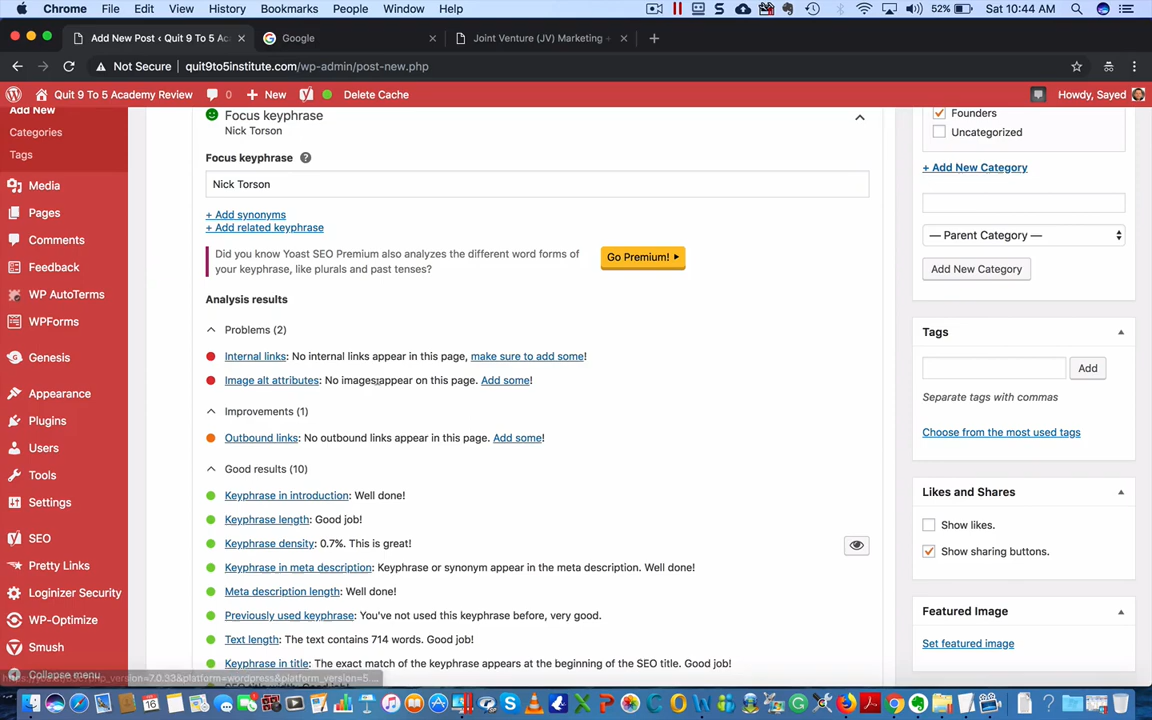 Chrome File Edit View History Bookmarks People Window Help 52% Sat 10:44 AM
Add New Post ‹ Quit 9 To 5 Ac Google Joint Venture (JV) Marketing
Not Secure quit9to5institute.com/wp-admin/post-new.php
Quit 9 To 5 Academy Review 0 New Delete Cache Howdy, Sayed
Add New
Categories
Tags
Media
Pages
Comments
Feedback
WP AutoTerms
WPForms
Genesis
Appearance
Plugins
Users
Tools
Settings
SEO
Pretty Links
Loginizer Security
WP-Optimize
Smush
Collapse menu
Focus keyphrase
Nick Torson
Focus keyphrase
Nick Torson
+ Add synonyms
+ Add related keyphrase
Did you know Yoast SEO Premium also analyzes the different word forms of
your keyphrase, like plurals and past tenses?
Go Premium!
Analysis results
Problems (2)
Internal links: No internal links appear in this page, make sure to add some!
Image alt attributes: No images appear on this page. Add some!
Improvements (1)
Outbound links: No outbound links appear in this page. Add some!
Good results (10)
Keyphrase in introduction: Well done!
Keyphrase length: Good job!
Keyphrase density: 0.7%. This is great!
Keyphrase in meta description: Keyphrase or synonym appear in the meta description. Well done!
Meta description length: Well done!
Previously used keyphrase: You've not used this keyphrase before, very good.
Text length: The text contains 714 words. Good job!
Keyphrase in title: The exact match of the keyphrase appears at the beginning of the SEO title. Good job!
Founders
Uncategorized
+ Add New Category
— Parent Category —
Add New Category
Tags
Add
Separate tags with commas
Choose from the most used tags
Likes and Shares
Show likes.
Show sharing buttons.
Featured Image
Set featured image